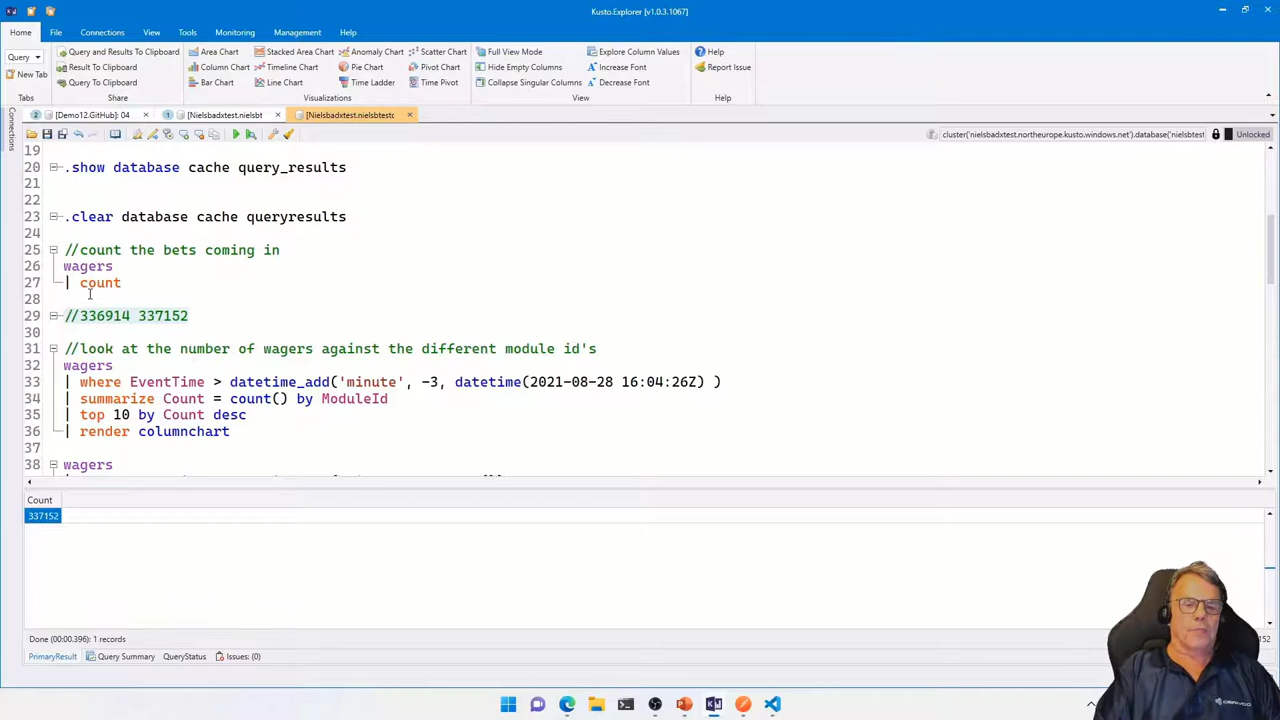 Kusto.Explorer [v1.0.3.1067]
Home File Connections View Tools Monitoring Management Help
Query
New Tab
Tabs
Query and Results To Clipboard
Result To Clipboard
Query To Clipboard
Share
Area Chart Stacked Area Chart Anomaly Chart Scatter Chart
Column Chart Timeline Chart Pie Chart Pivot Chart
Bar Chart Line Chart Time Ladder Time Pivot
Visualizations
Full View Mode Explore Column Values
Hide Empty Columns Increase Font
Collapse Singular Columns Decrease Font
View
Help
Report Issue
Help
Connections
2 [Demo12.GitHub]: 04
1 [Nielsbadxtest.nielsbt
[Nielsbadxtest.nielsbtestc
cluster('nielsbadxtest.northeurope.kusto.windows.net').database('nielsbtest
Unlocked
19
20 .show database cache query_results
21
22
23 .clear database cache queryresults
24
25 //count the bets coming in
26 wagers
27 | count
28
29 //336914 337152
30
31 //look at the number of wagers against the different module id's
32 wagers
33 | where EventTime > datetime_add('minute', -3, datetime(2021-08-28 16:04:26Z) )
34 | summarize Count = count() by ModuleId
35 | top 10 by Count desc
36 | render columnchart
37
38 wagers
Count
337152
Done (00:00.396): 1 records
PrimaryResult Query Summary QueryStatus Issues: (0)